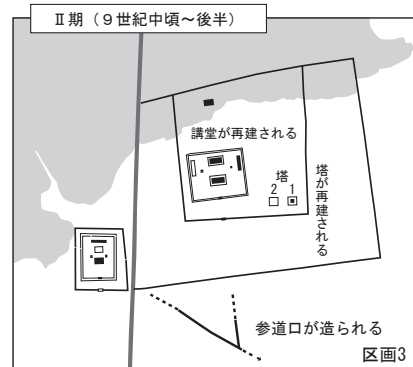 Ⅱ期（９世紀中頃～後半）
講堂が再建される
塔
2 1
塔が再建される
参道口が造られる
区画3